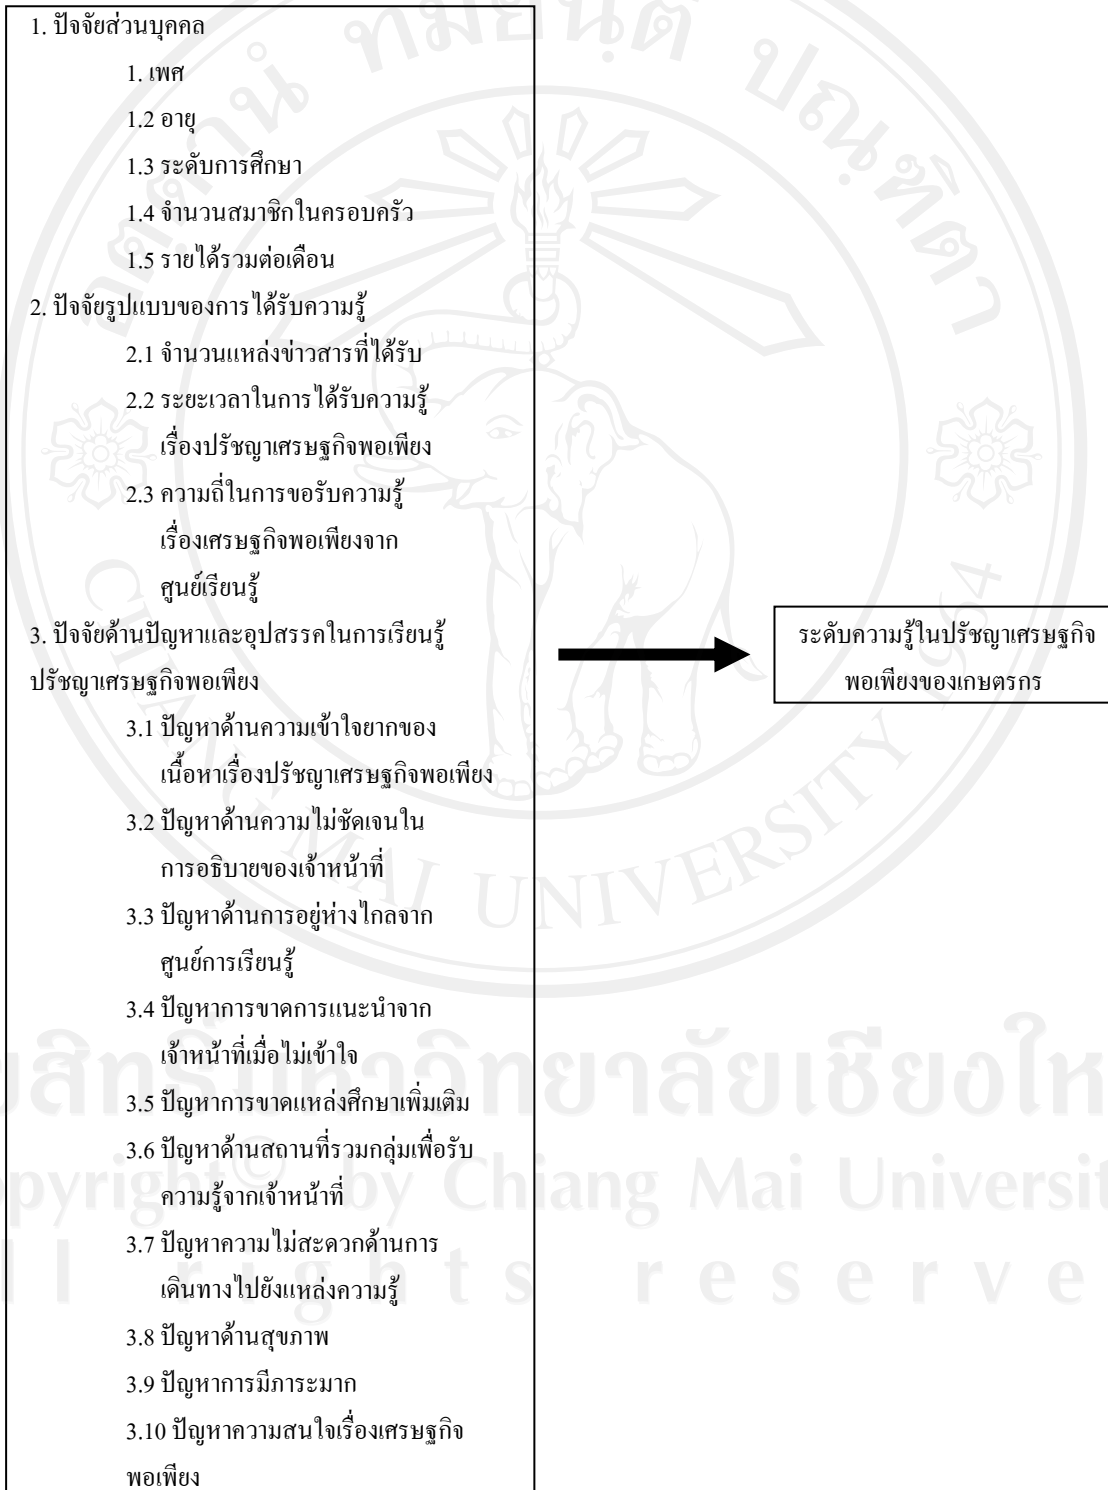 1. ปัจจัยส่วนบุคคล
1. เพศ
1.2 อายุ
1.3 ระดับการศึกษา
1.4 จำนวนสมาชิกในครอบครัว
1.5 รายได้รวมต่อเดือน
2. ปัจจัยรูปแบบของการได้รับความรู้
2.1 จำนวนแหล่งข่าวสารที่ได้รับ
2.2 ระยะเวลาในการได้รับความรู้
เรื่องปรัชญาเศรษฐกิจพอเพียง
2.3 ความถี่ในการขอรับความรู้
เรื่องเศรษฐกิจพอเพียงจาก
ศูนย์เรียนรู้
3. ปัจจัยด้านปัญหาและอุปสรรคในการเรียนรู้
ปรัชญาเศรษฐกิจพอเพียง
3.1 ปัญหาด้านความเข้าใจยากของ
เนื้อหาเรื่องปรัชญาเศรษฐกิจพอเพียง
3.2 ปัญหาด้านความไม่ชัดเจนใน
การอธิบายของเจ้าหน้าที่
3.3 ปัญหาด้านการอยู่ห่างไกลจาก
ศูนย์การเรียนรู้
3.4 ปัญหาการขาดการแนะนำจาก
เจ้าหน้าที่เมื่อไม่เข้าใจ
3.5 ปัญหาการขาดแหล่งศึกษาเพิ่มเติม
3.6 ปัญหาด้านสถานที่รวมกลุ่มเพื่อรับ
ความรู้จากเจ้าหน้าที่
3.7 ปัญหาความไม่สะดวกด้านการ
เดินทางไปยังแหล่งความรู้
3.8 ปัญหาด้านสุขภาพ
3.9 ปัญหาการมีภาระมาก
3.10 ปัญหาความสนใจเรื่องเศรษฐกิจ
พอเพียง
ระดับความรู้ในปรัชญาเศรษฐกิจ
พอเพียงของเกษตรกร
อตฺตานํ ทมยนฺติ ปณฺฑิตา
CHIANG MAI UNIVERSITY 1964
สิทธิ์มหาวิทยาลัยเชียงให
opyright© by Chiang Mai Universit
ll rights reserve